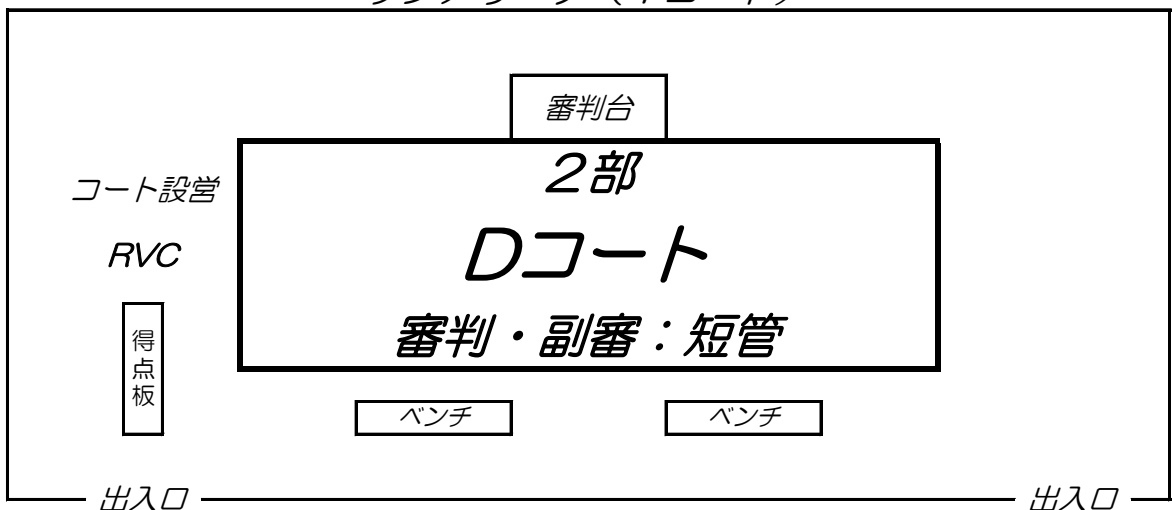 審判台
2部
コート設営
Dコート
RVC
審判・副審：短管
得点板
ベンチ
ベンチ
出入口
出入口